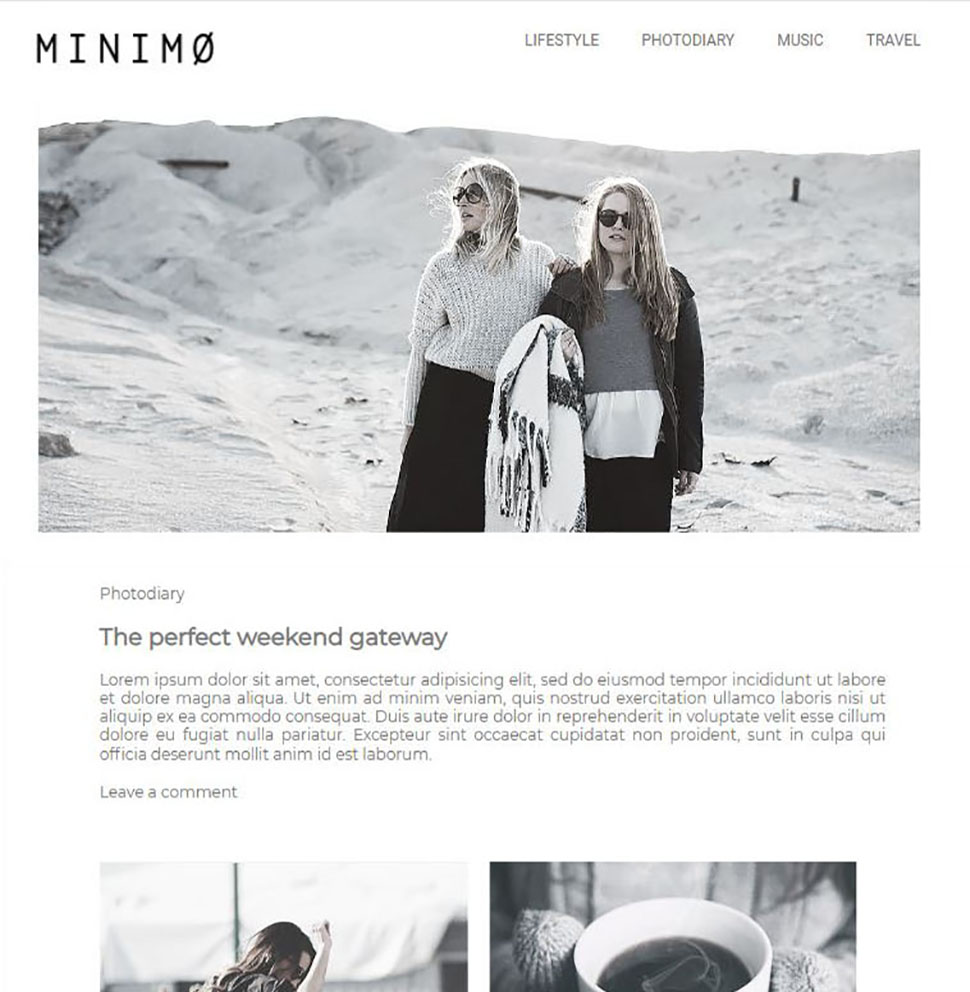 MINIMØ
LIFESTYLE PHOTODIARY MUSIC TRAVEL
Photodiary
The perfect weekend gateway
Lorem ipsum dolor sit amet, consectetur adipisicing elit, sed do eiusmod tempor incididunt ut labore
et dolore magna aliqua. Ut enim ad minim veniam, quis nostrud exercitation ullamco laboris nisi ut
aliquip ex ea commodo consequat. Duis aute irure dolor in reprehenderit in voluptate velit esse cillum
dolore eu fugiat nulla pariatur. Excepteur sint occaecat cupidatat non proident, sunt in culpa qui
officia deserunt mollit anim id est laborum.
Leave a comment